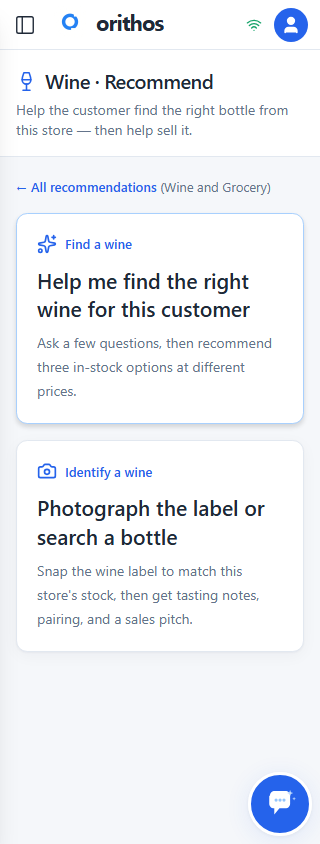 orithos
Wine · Recommend
Help the customer find the right bottle from
this store — then help sell it.
← All recommendations (Wine and Grocery)
Find a wine
Help me find the right
wine for this customer
Ask a few questions, then recommend
three in-stock options at different
prices.
Identify a wine
Photograph the label or
search a bottle
Snap the wine label to match this
store's stock, then get tasting notes,
pairing, and a sales pitch.